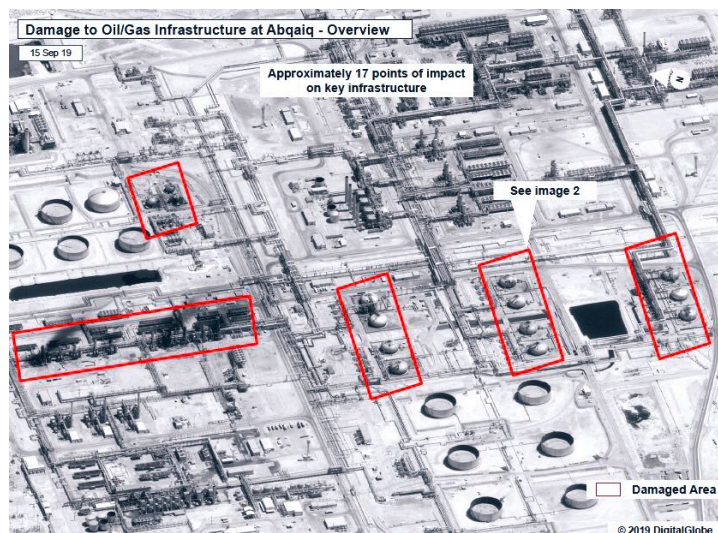 Damage to Oil/Gas Infrastructure at Abqaiq - Overview
15 Sep 19
Approximately 17 points of impact
on key infrastructure
N
See image 2
Damaged Area
© 2019 DigitalGlobe